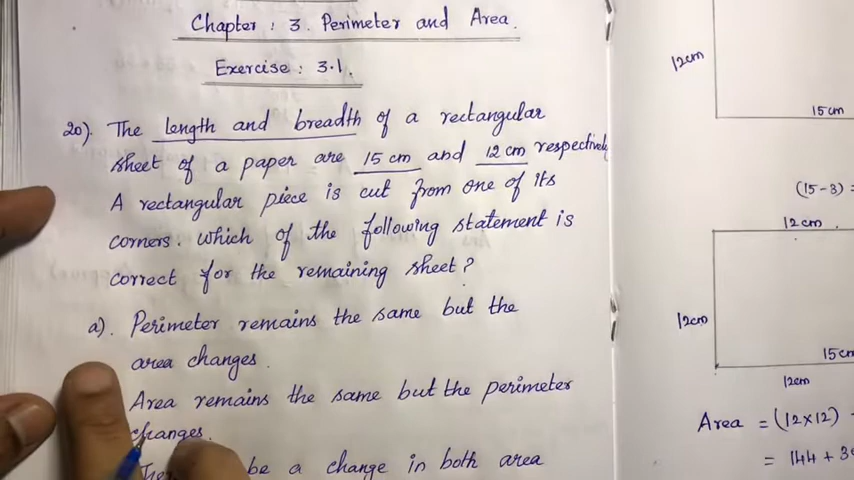 Chapter : 3. Perimeter and Area.
Exercise : 3.1.
20). The length and breadth of a rectangular
sheet of a paper are 15 cm and 12 cm respectively
A rectangular piece is cut from one of its
corners. which of the following statement is
correct for the remaining sheet?
a). Perimeter remains the same but the
area changes.
Area remains the same but the perimeter
changes.
be a change in both area
12cm
15cm
(15-3) =
12cm
12cm
15cm
12cm
Area = (12×12)
= 144 +